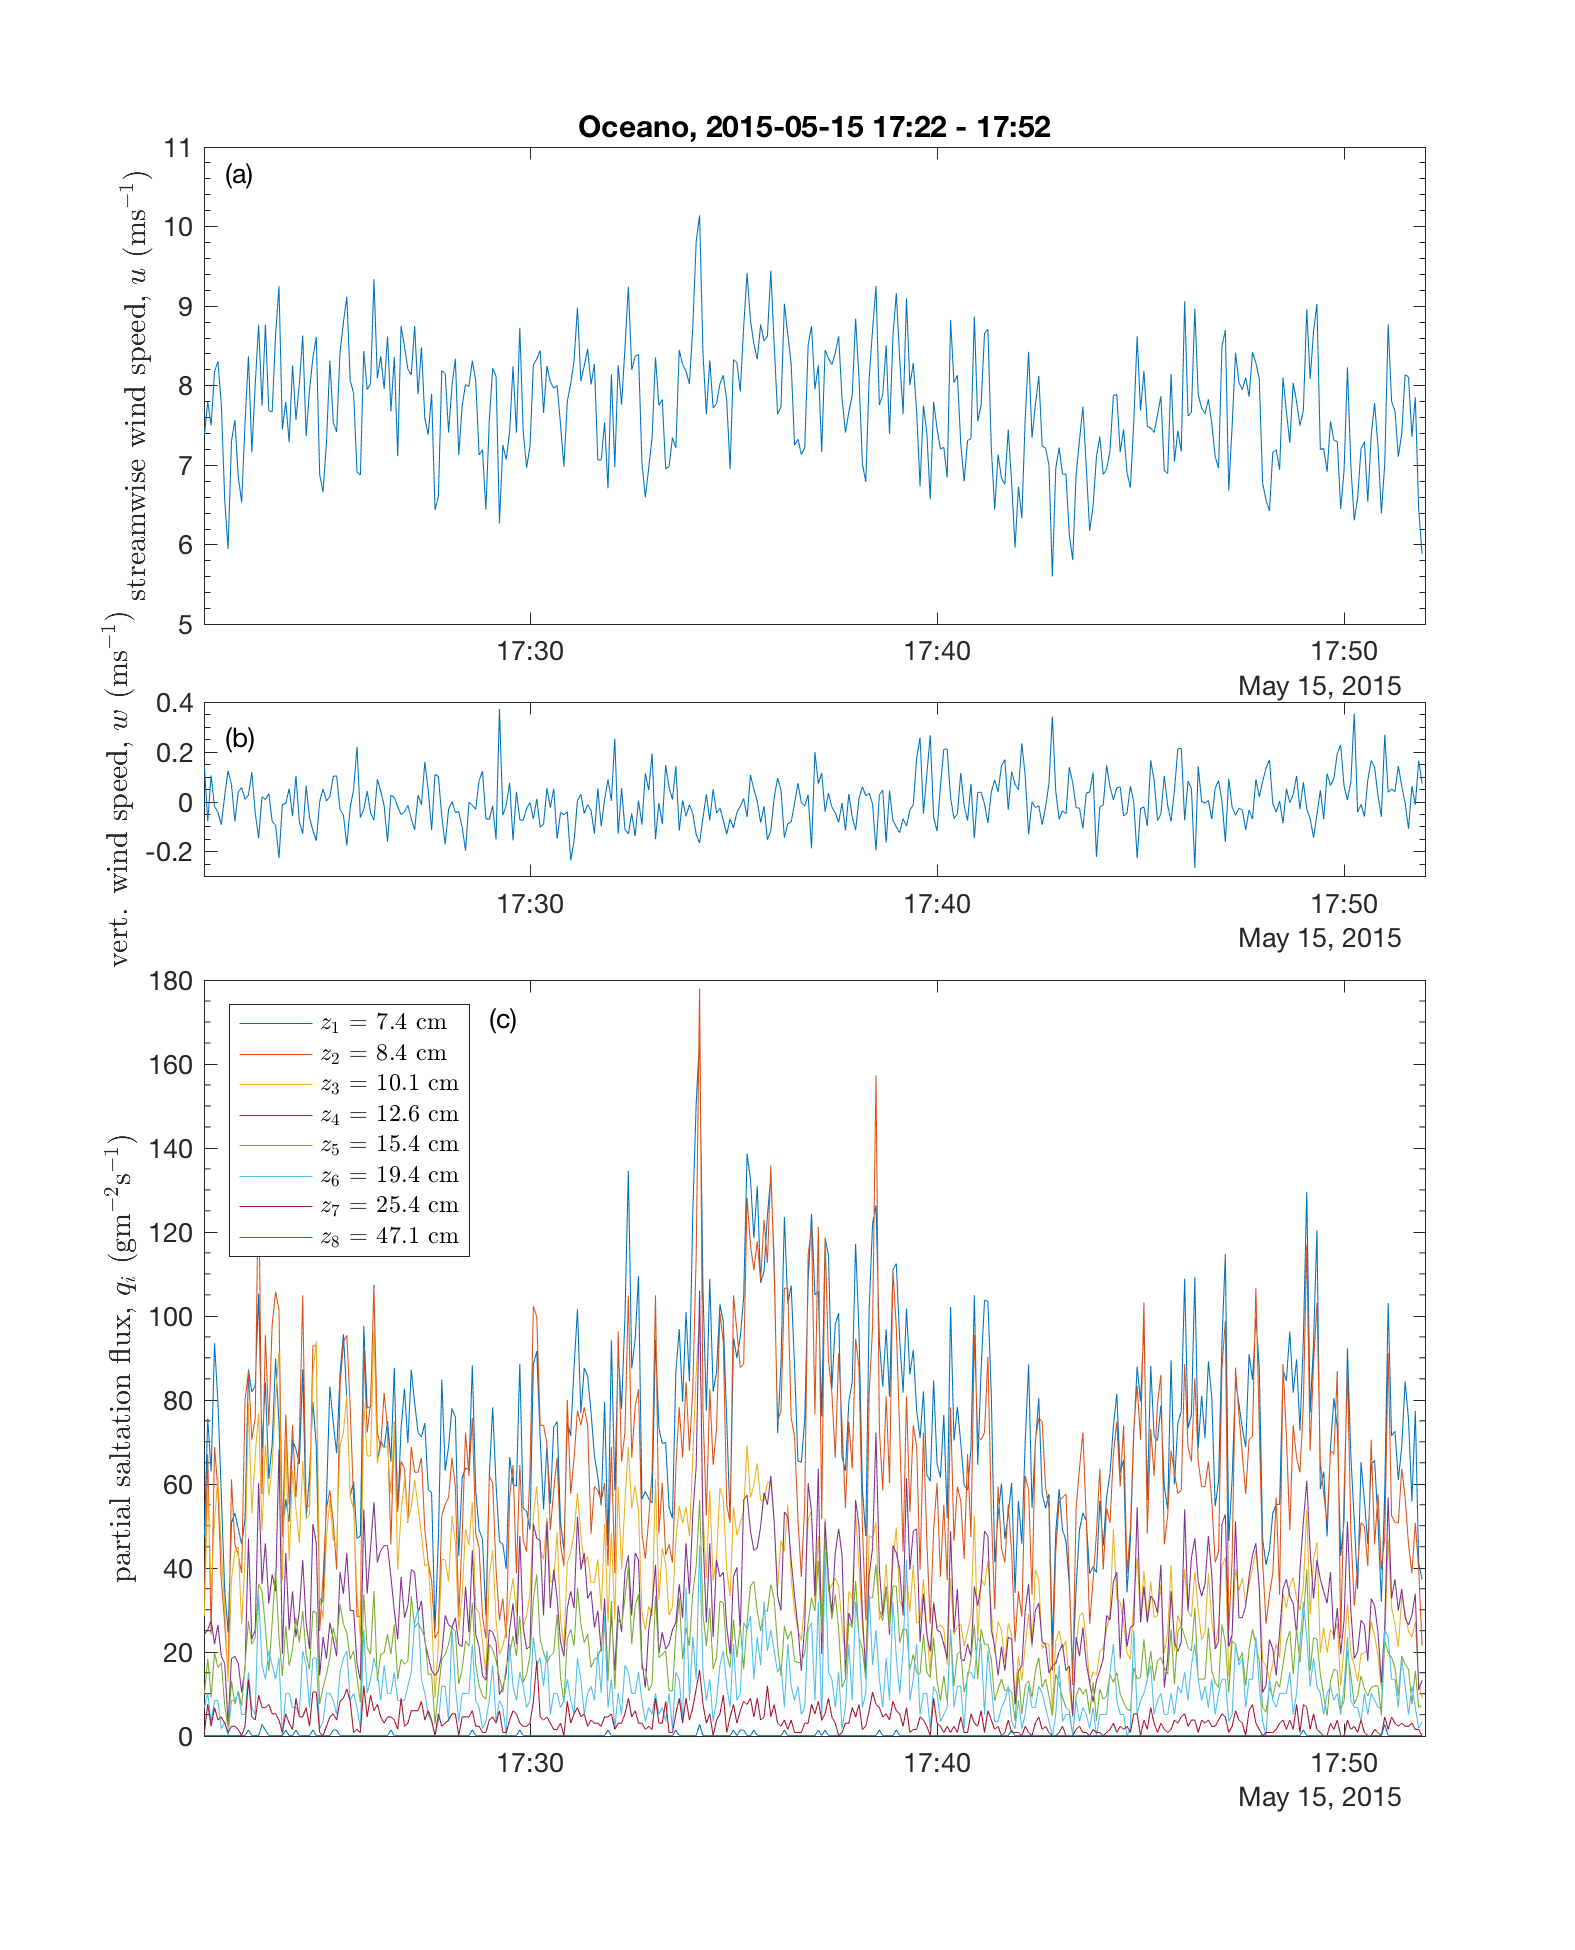 Oceano, 2015-05-15 17:22 - 17:52
(a)
streamwise wind speed, u (ms⁻¹)
11
10
9
8
7
6
5
17:30 17:40 17:50
May 15, 2015
(b)
vert. wind speed, w (ms⁻¹)
0.4
0.2
0
-0.2
17:30 17:40 17:50
May 15, 2015
(c)
partial saltation flux, qᵢ (gm⁻²s⁻¹)
180
160
140
120
100
80
60
40
20
0
z₁ = 7.4 cm
z₂ = 8.4 cm
z₃ = 10.1 cm
z₄ = 12.6 cm
z₅ = 15.4 cm
z₆ = 19.4 cm
z₇ = 25.4 cm
z₈ = 47.1 cm
17:30 17:40 17:50
May 15, 2015